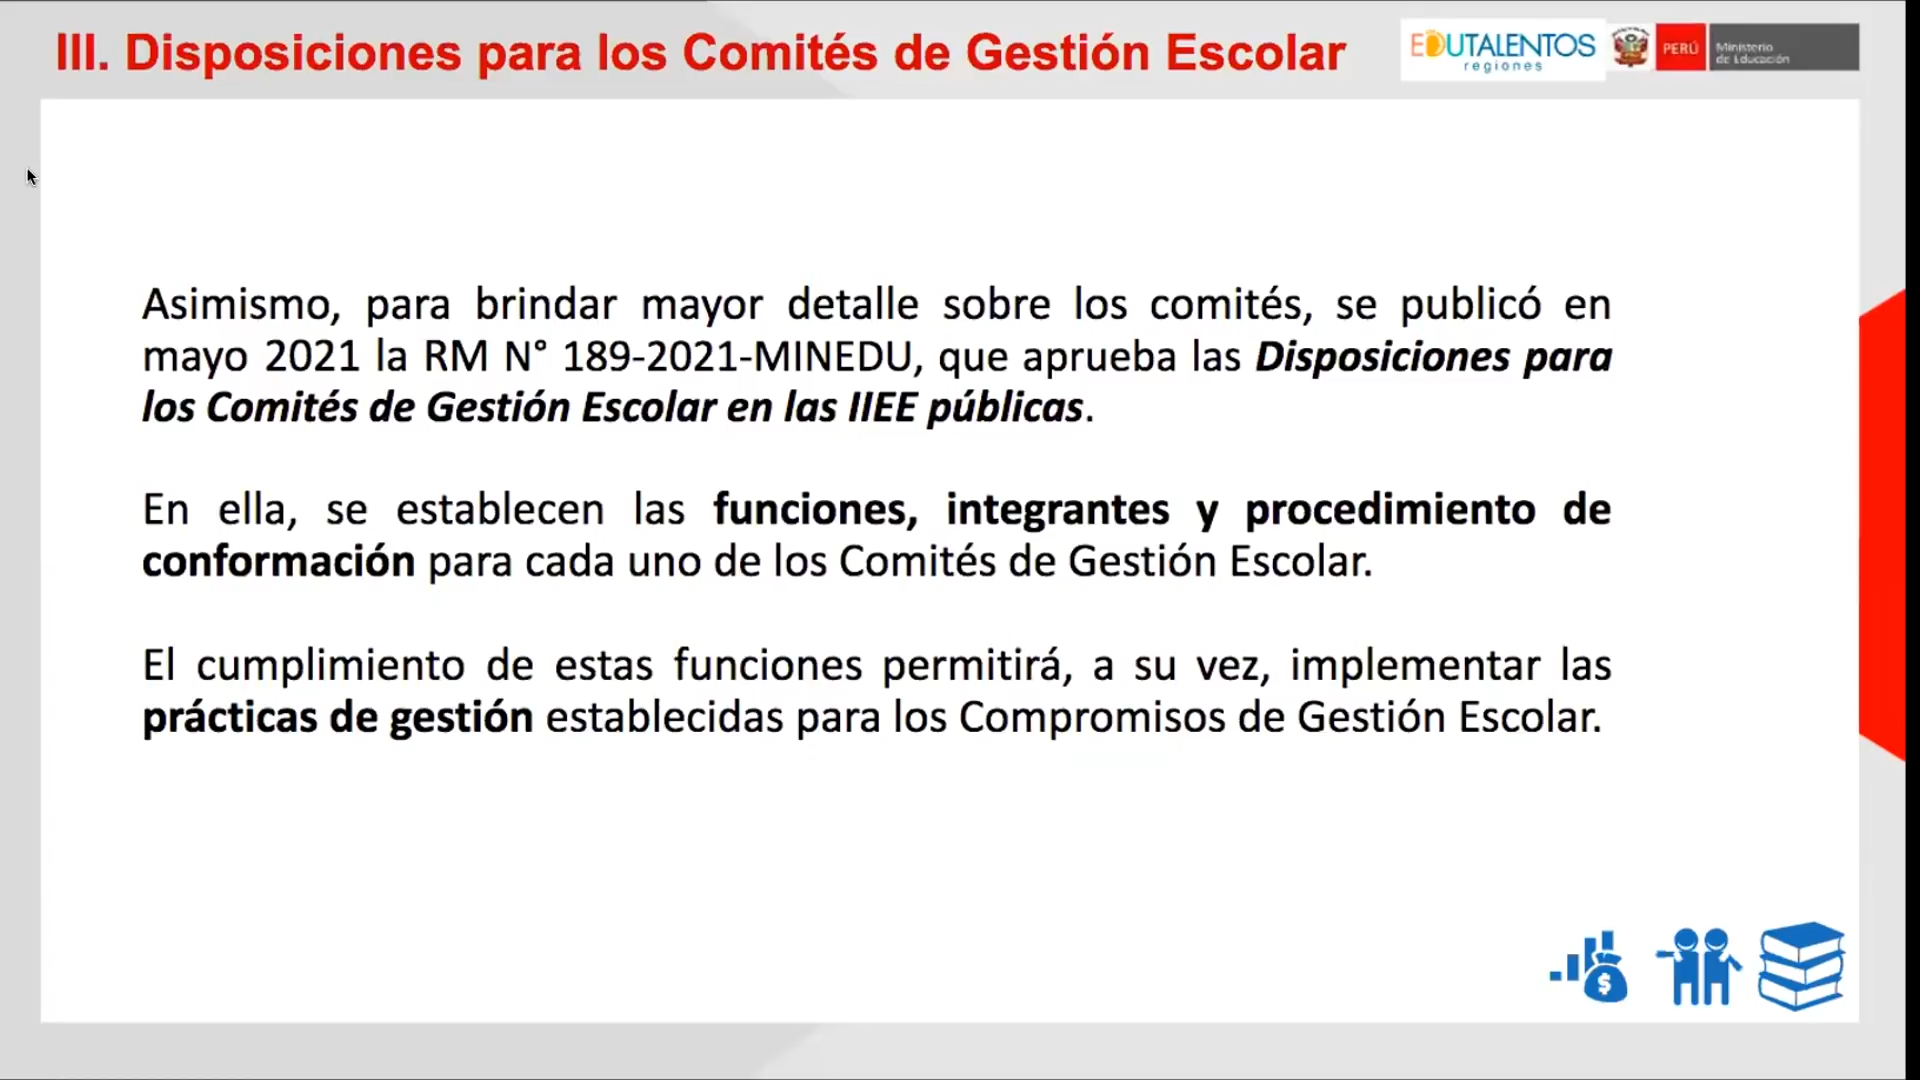 III. Disposiciones para los Comités de Gestión Escolar
EDUTALENTOS
regiones
PERÚ
Ministerio
de Educación
Asimismo, para brindar mayor detalle sobre los comités, se publicó en
mayo 2021 la RM N° 189-2021-MINEDU, que aprueba las Disposiciones para
los Comités de Gestión Escolar en las IIEE públicas.
En ella, se establecen las funciones, integrantes y procedimiento de
conformación para cada uno de los Comités de Gestión Escolar.
El cumplimiento de estas funciones permitirá, a su vez, implementar las
prácticas de gestión establecidas para los Compromisos de Gestión Escolar.
$